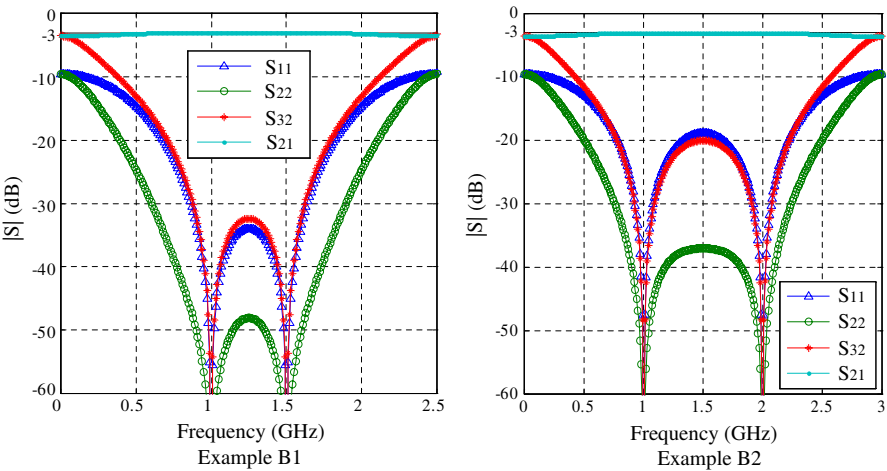 0
-3
-10
-20
-30
-40
-50
-60
|S| (dB)
S11
S22
S32
S21
0
0.5
1
1.5
2
2.5
Frequency (GHz)
Example B1
0
-3
-10
-20
-30
-40
-50
-60
|S| (dB)
S11
S22
S32
S21
0
0.5
1
1.5
2
2.5
3
Frequency (GHz)
Example B2